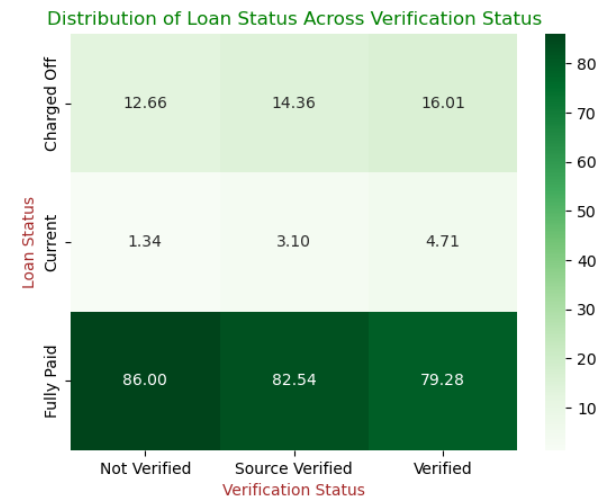 Distribution of Loan Status Across Verification Status
Loan Status
Charged Off
12.66 14.36 16.01
Current
1.34 3.10 4.71
Fully Paid
86.00 82.54 79.28
Not Verified Source Verified Verified
Verification Status
80
70
60
50
40
30
20
10